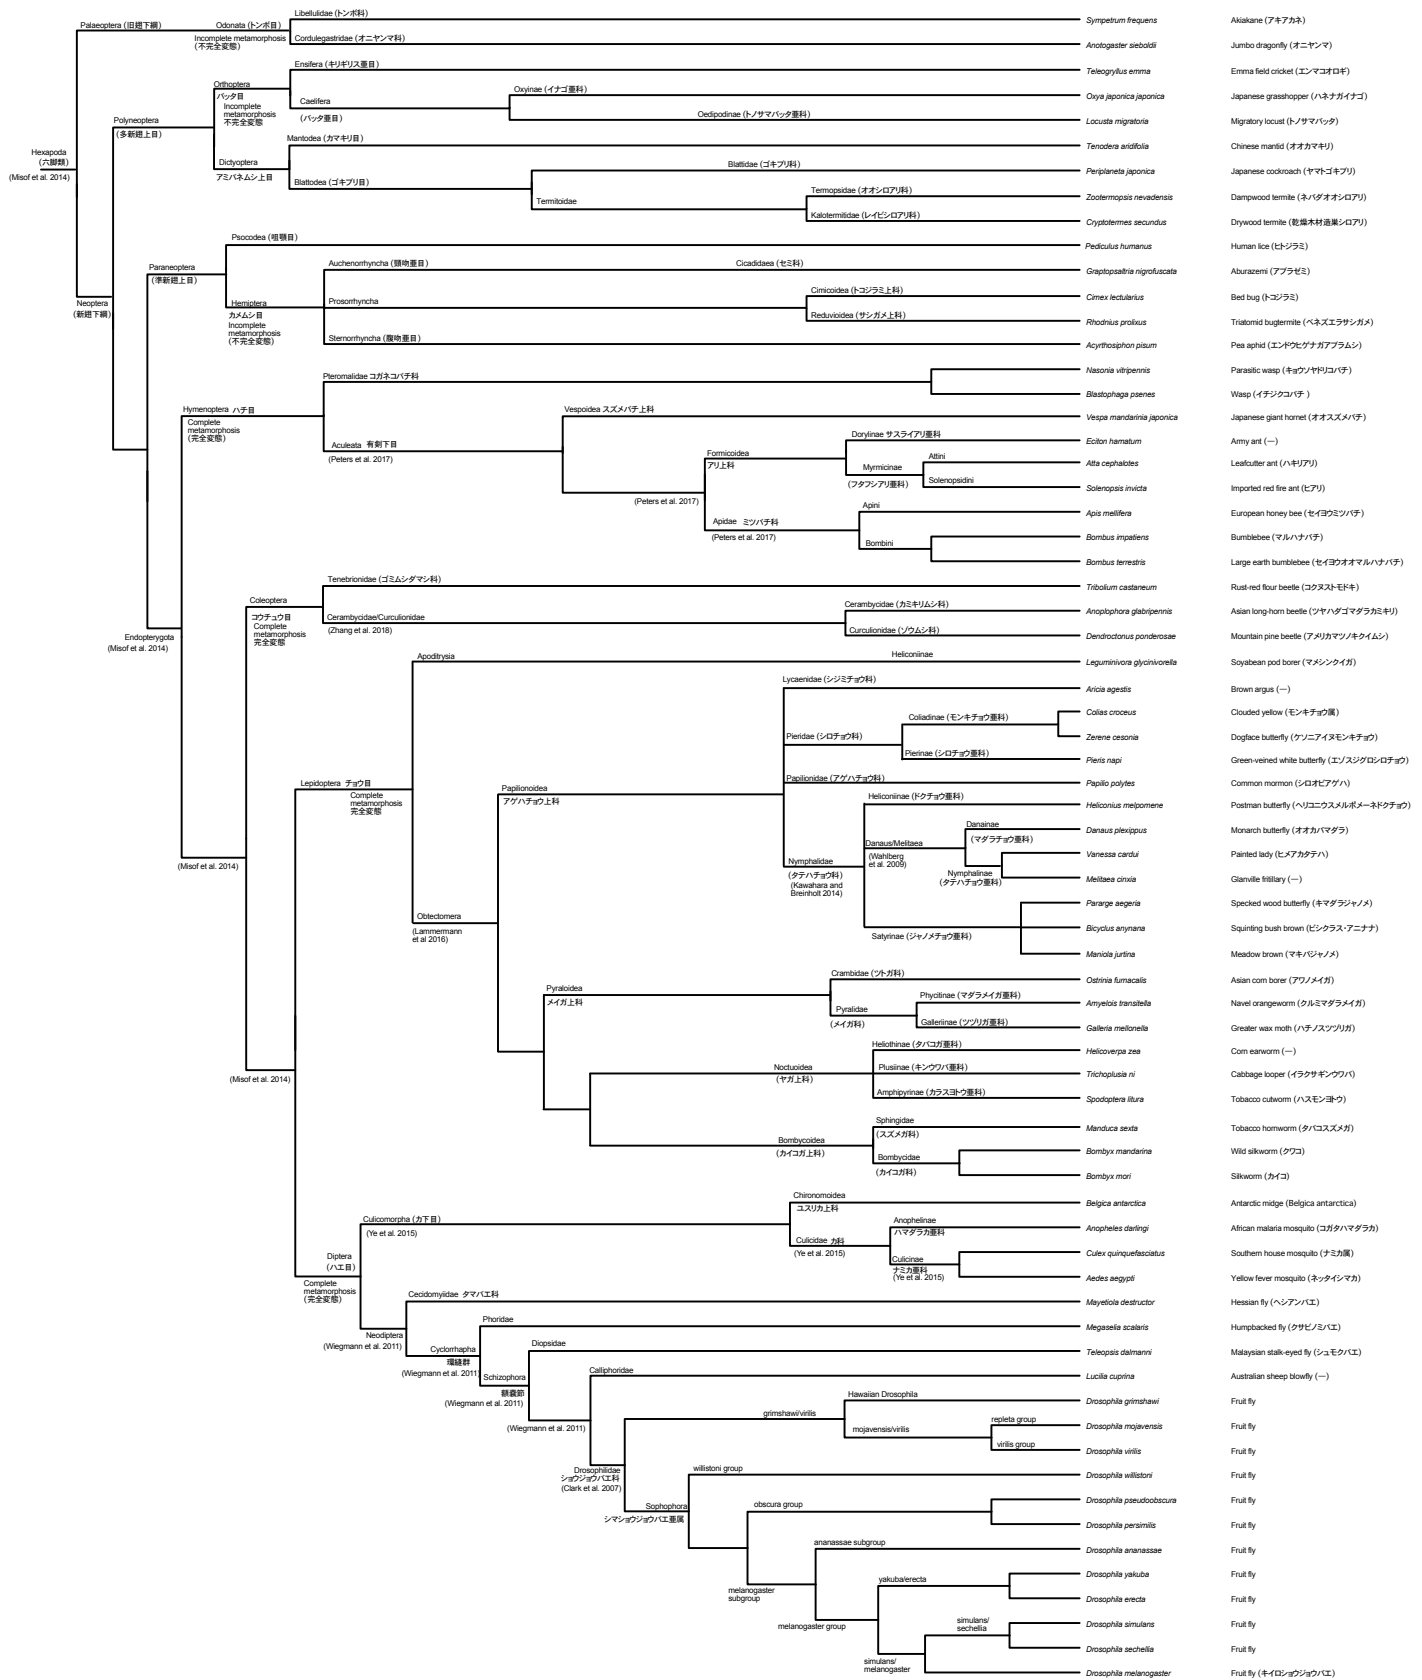 Libellulidae (トンボ科)
Palaeoptera (旧翅下綱) Odonata (トンボ目) Sympetrum frequens Akiakane (アキアカネ)
Incomplete metamorphosis (不完全変態) Cordulegastridae (オニヤンマ科)
Anotogaster sieboldii Jumbo dragonfly (オニヤンマ)
Ensifera (キリギリス亜目)
Teleogryllus emma Emma field cricket (エンマコオロギ)
Orthoptera
バッタ目
Incomplete
metamorphosis
不完全変態
Oxyinae (イナゴ亜科)
Oxya japonica japonica Japanese grasshopper (ハネナガイナゴ)
Caelifera
(バッタ亜目)
Oedipodinae (トノサマバッタ亜科)
Locusta migratoria Migratory locust (トノサマバッタ)
Polyneoptera
(多新翅上目)
Mantodea (カマキリ目)
Tenodera aridifolia Chinese mantid (オオカマキリ)
Hexapoda
(六脚類)
(Misof et al. 2014)
Dictyoptera
アミバネムシ上目
Blattodea (ゴキブリ目)
Blattidae (ゴキブリ科)
Periplaneta japonica Japanese cockroach (ヤマトゴキブリ)
Termitoidae
Termopsidae (オオシロアリ科)
Zootermopsis nevadensis Dampwood termite (ネバダオオシロアリ)
Kalotermitidae (レイビシロアリ科)
Cryptotermes secundus Drywood termite (乾燥木材造巣シロアリ)
Psocodea (咀顎目)
Pediculus humanus Human lice (ヒトジラミ)
Paraneoptera
(準新翅上目)
Auchenorrhyncha (頸吻亜目) Cicadidaea (セミ科)
Graptopsaltria nigrofuscata Aburazemi (アブラゼミ)
Neoptera
(新翅下綱)
Hemiptera
カメムシ目
Incomplete
metamorphosis
(不完全変態)
Prosorrhyncha
Cimicoidea (トコジラミ上科)
Cimex lectularius Bed bug (トコジラミ)
Reduvioidea (サシガメ上科)
Rhodnius prolixus Triatomid bugtermite (ベネズエラサシガメ)
Sternorrhyncha (腹吻亜目)
Acyrthosiphon pisum Pea aphid (エンドウヒゲナガアブラムシ)
Pteromalidae コガネコバチ科
Nasonia vitripennis Parasitic wasp (キョウソヤドリコバチ)
Blastophaga psenes Wasp (イチジクコバチ )
Hymenoptera ハチ目
Complete
metamorphosis
(完全変態)
Vespoidea スズメバチ上科
Vespa mandarinia japonica Japanese giant hornet (オオスズメバチ)
Aculeata 有剣下目
(Peters et al. 2017)
Dorylinae サスライアリ亜科
Eciton hamatum Army ant (—)
Formicoidea
アリ上科
Myrmicinae
(フタフシアリ亜科)
Attini
Atta cephalotes Leafcutter ant (ハキリアリ)
Solenopsidini
Solenopsis invicta Imported red fire ant (ヒアリ)
(Peters et al. 2017)
Apidae ミツバチ科
(Peters et al. 2017)
Apini
Apis mellifera European honey bee (セイヨウミツバチ)
Bombini
Bombus impatiens Bumblebee (マルハナバチ)
Bombus terrestris Large earth bumblebee (セイヨウオオマルハナバチ)
Tenebrionidae (ゴミムシダマシ科)
Tribolium castaneum Rust-red flour beetle (コクヌストモドキ)
Coleoptera
コウチュウ目
Complete
metamorphosis
完全変態
Cerambycidae/Curculionidae
(Zhang et al. 2018)
Cerambycidae (カミキリムシ科)
Anoplophora glabripennis Asian long-horn beetle (ツヤハダゴマダラカミキリ)
Curculionidae (ゾウムシ科)
Dendroctonus ponderosae Mountain pine beetle (アメリカマツノキクイムシ)
Endopterygota
(Misof et al. 2014)
Apoditrysia Heliconiinae
Leguminivora glycinivorella Soyabean pod borer (マメシンクイガ)
Lycaenidae (シジミチョウ科)
Aricia agestis Brown argus (—)
Pieridae (シロチョウ科)
Coliadinae (モンキチョウ亜科)
Colias croceus Clouded yellow (モンキチョウ属)
Zerene cesonia Dogface butterfly (ケソニアイヌモンキチョウ)
Pierinae (シロチョウ亜科)
Pieris napi Green-veined white butterfly (エゾスジグロシロチョウ)
Lepidoptera チョウ目
Complete
metamorphosis
完全変態
Papilionoidea
アゲハチョウ上科
Papilionidae (アゲハチョウ科)
Papilio polytes Common mormon (シロオビアゲハ)
Heliconiinae (ドクチョウ亜科)
Heliconius melpomene Postman butterfly (ヘリコニウスメルポメーネドクチョウ)
Danaus/Melitaea
(Wahlberg
et al. 2009)
Danainae
(マダラチョウ亜科)
Danaus plexippus Monarch butterfly (オオカバマダラ)
Nymphalidae
(タテハチョウ科)
(Kawahara and
Breinholt 2014)
Nymphalinae
(タテハチョウ亜科)
Vanessa cardui Painted lady (ヒメアカタテハ)
Melitaea cinxia Glanville fritillary (—)
(Misof et al. 2014)
Satyrinae (ジャノメチョウ亜科)
Pararge aegeria Specked wood butterfly (キマダラジャノメ)
Bicyclus anynana Squinting bush brown (ビシクラス・アニナナ)
Maniola jurtina Meadow brown (マキバジャノメ)
Obtectomera
(Lammermann
et al 2016)
Crambidae (ツトガ科)
Ostrinia furnacalis Asian corn borer (アワノメイガ)
Pyraloidea
メイガ上科
Pyralidae
(メイガ科)
Phycitinae (マダラメイガ亜科)
Amyelois transitella Navel orangeworm (クルミマダラメイガ)
Galleriinae (ツヅリガ亜科)
Galleria mellonella Greater wax moth (ハチノスツヅリガ)
Heliothinae (タバコガ亜科)
Helicoverpa zea Corn earworm (—)
(Misof et al. 2014)
Noctuoidea
(ヤガ上科)
Plusiinae (キンウワバ亜科)
Trichoplusia ni Cabbage looper (イラクサギンウワバ)
Amphipyrinae (カラスヨトウ亜科)
Spodoptera litura Tobacco cutworm (ハスモンヨトウ)
Sphingidae
(スズメガ科)
Manduca sexta Tobacco hornworm (タバコスズメガ)
Bombycoidea
(カイコガ上科)
Bombycidae
(カイコガ科)
Bombyx mandarina Wild silkworm (クワコ)
Bombyx mori Silkworm (カイコ)
Chironomoidea
ユスリカ上科
Belgica antarctica Antarctic midge (Belgica antarctica)
Culicomorpha (カ下目)
(Ye et al. 2015)
Anophelinae
ハマダラカ亜科
Anopheles darlingi African malaria mosquito (コガタハマダラカ)
Culicidae カ科
(Ye et al. 2015)
Culicinae
ナミカ亜科
(Ye et al. 2015)
Culex quinquefasciatus Southern house mosquito (ナミカ属)
Aedes aegypti Yellow fever mosquito (ネッタイシマカ)
Diptera
(ハエ目)
Complete
metamorphosis
(完全変態)
Cecidomyiidae タマバエ科
Mayetiola destructor Hessian fly (ヘシアンバエ)
Neodiptera
(Wiegmann et al. 2011)
Phoridae
Megaselia scalaris Humpbacked fly (クサビノミバエ)
Cyclorrhapha
環縫群
(Wiegmann et al. 2011)
Diopsidae
Teleopsis dalmanni Malaysian stalk-eyed fly (シュモクバエ)
Schizophora
額嚢節
(Wiegmann et al. 2011)
Calliphoridae
Lucilia cuprina Australian sheep blowfly (—)
(Wiegmann et al. 2011)
Hawaiian Drosophila
Drosophila grimshawi Fruit fly
grimshawi/virilis
mojavensis/virilis
repleta group
Drosophila mojavensis Fruit fly
virilis group
Drosophila virilis Fruit fly
Drosophilidae
ショウジョウバエ科
(Clark et al. 2007)
willistoni group
Drosophila willistoni Fruit fly
Sophophora
シマショウジョウバエ亜属
obscura group
Drosophila pseudoobscura Fruit fly
Drosophila persimilis Fruit fly
ananassae subgroup
Drosophila ananassae Fruit fly
melanogaster
subgroup
yakuba/erecta
Drosophila yakuba Fruit fly
Drosophila erecta Fruit fly
melanogaster group
simulans/
sechellia
Drosophila simulans Fruit fly
Drosophila sechellia Fruit fly
simulans/
melanogaster
Drosophila melanogaster Fruit fly (キイロショウジョウバエ)